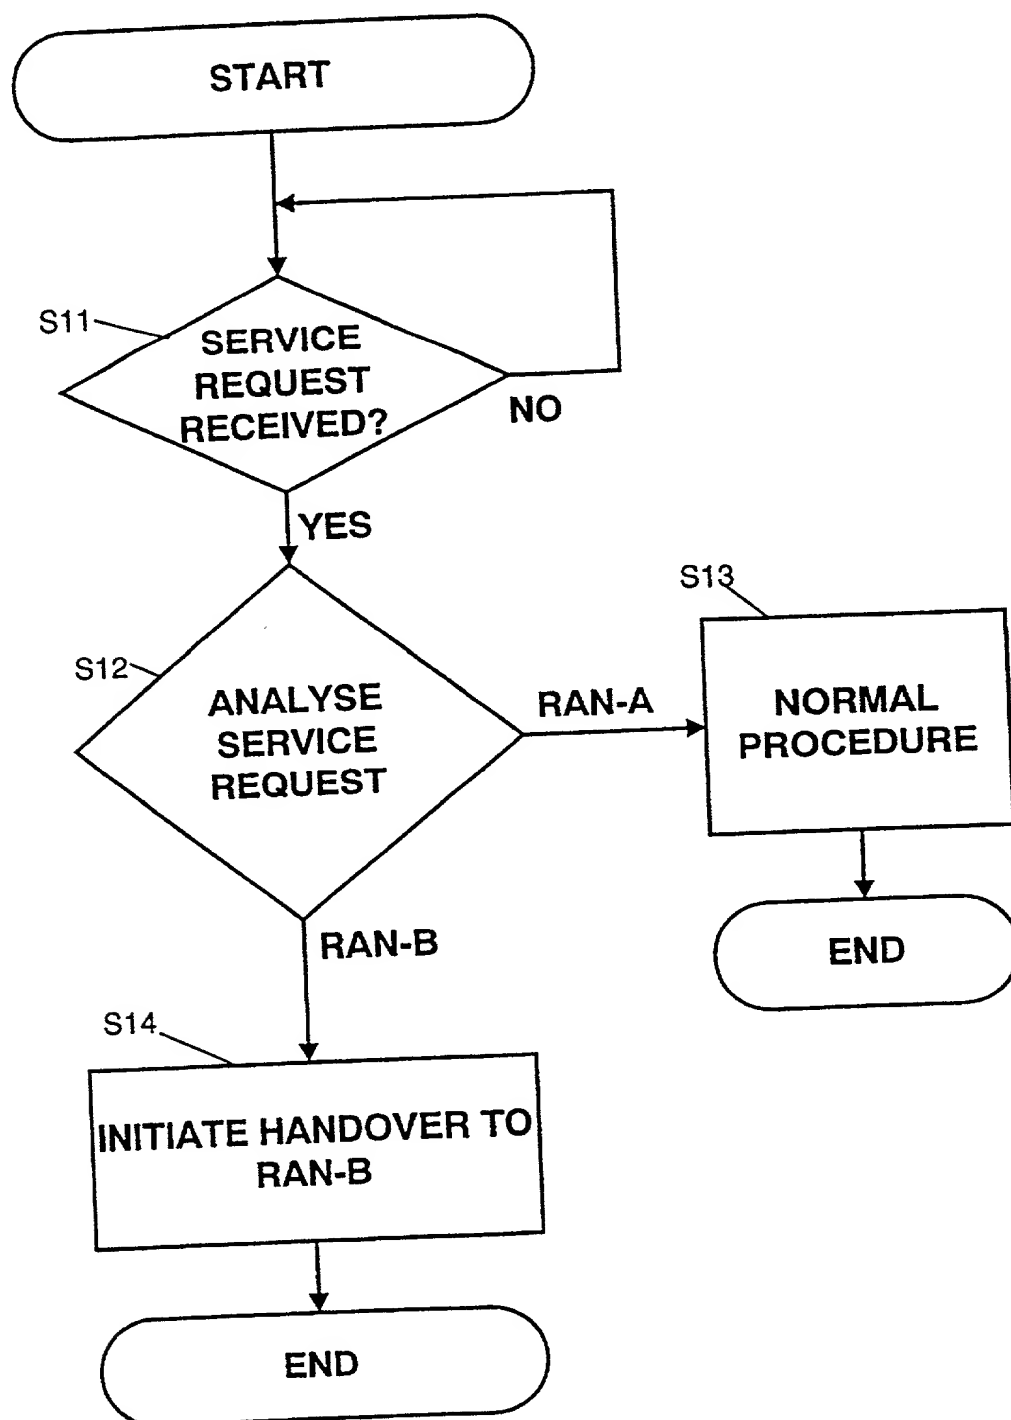 START
S11
SERVICE
REQUEST
RECEIVED?
NO
YES
S12
ANALYSE
SERVICE
REQUEST
RAN-A
S13
NORMAL
PROCEDURE
END
RAN-B
S14
INITIATE HANDOVER TO
RAN-B
END